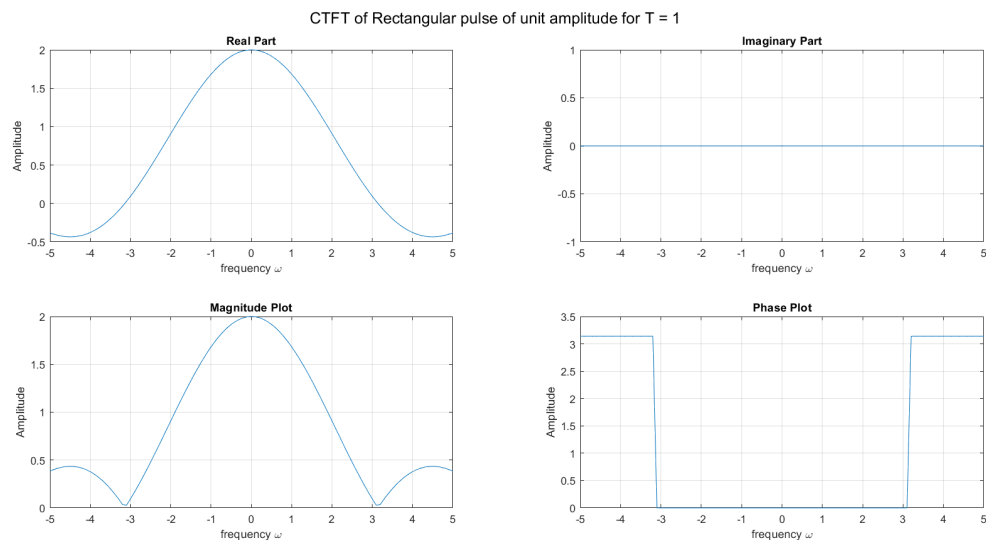 CTFT of Rectangular pulse of unit amplitude for T = 1
Real Part
Amplitude
2
1.5
1
0.5
0
-0.5
-5 -4 -3 -2 -1 0 1 2 3 4 5
frequency ω
Imaginary Part
Amplitude
1
0.5
0
-0.5
-1
-5 -4 -3 -2 -1 0 1 2 3 4 5
frequency ω
Magnitude Plot
Amplitude
2
1.5
1
0.5
0
-5 -4 -3 -2 -1 0 1 2 3 4 5
frequency ω
Phase Plot
Amplitude
3.5
3
2.5
2
1.5
1
0.5
0
-5 -4 -3 -2 -1 0 1 2 3 4 5
frequency ω